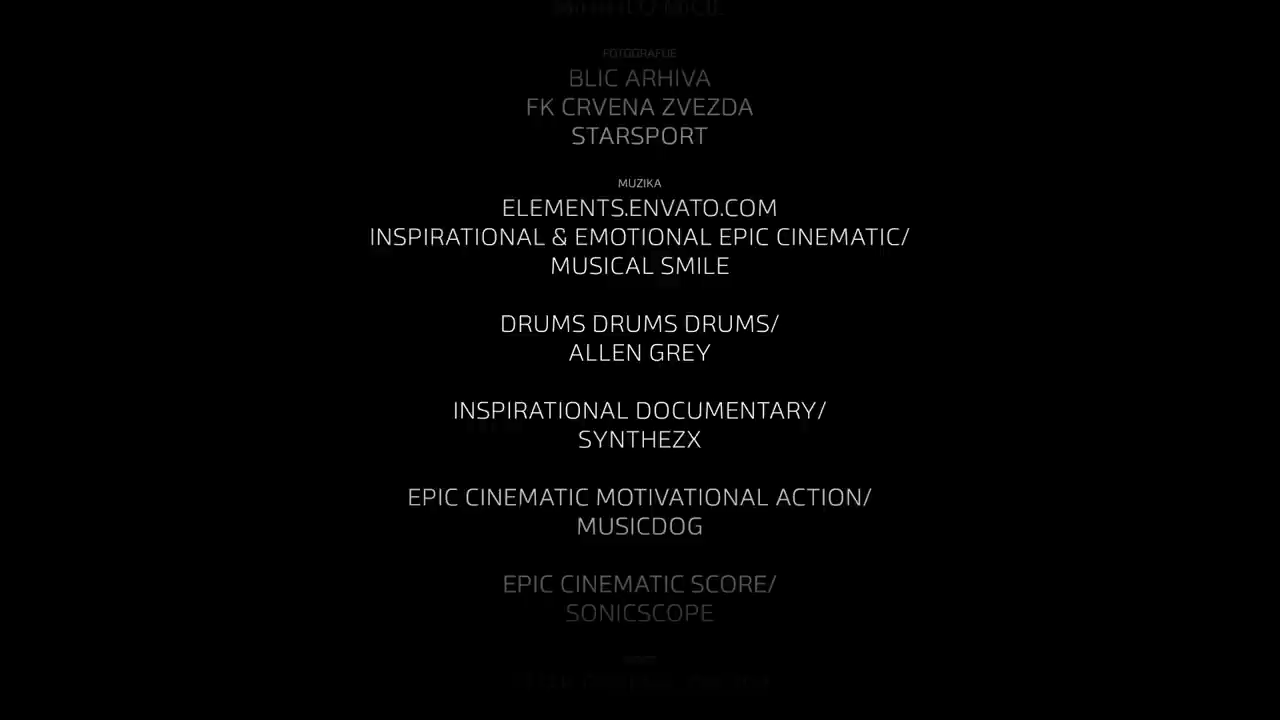 FOTOGRAFIJE
BLIC ARHIVA
FK CRVENA ZVEZDA
STARSPORT
MUZIKA
ELEMENTS.ENVATO.COM
INSPIRATIONAL & EMOTIONAL EPIC CINEMATIC/
MUSICAL SMILE
DRUMS DRUMS DRUMS/
ALLEN GREY
INSPIRATIONAL DOCUMENTARY/
SYNTHEZX
EPIC CINEMATIC MOTIVATIONAL ACTION/
MUSICDOG
EPIC CINEMATIC SCORE/
SONICSCOPE